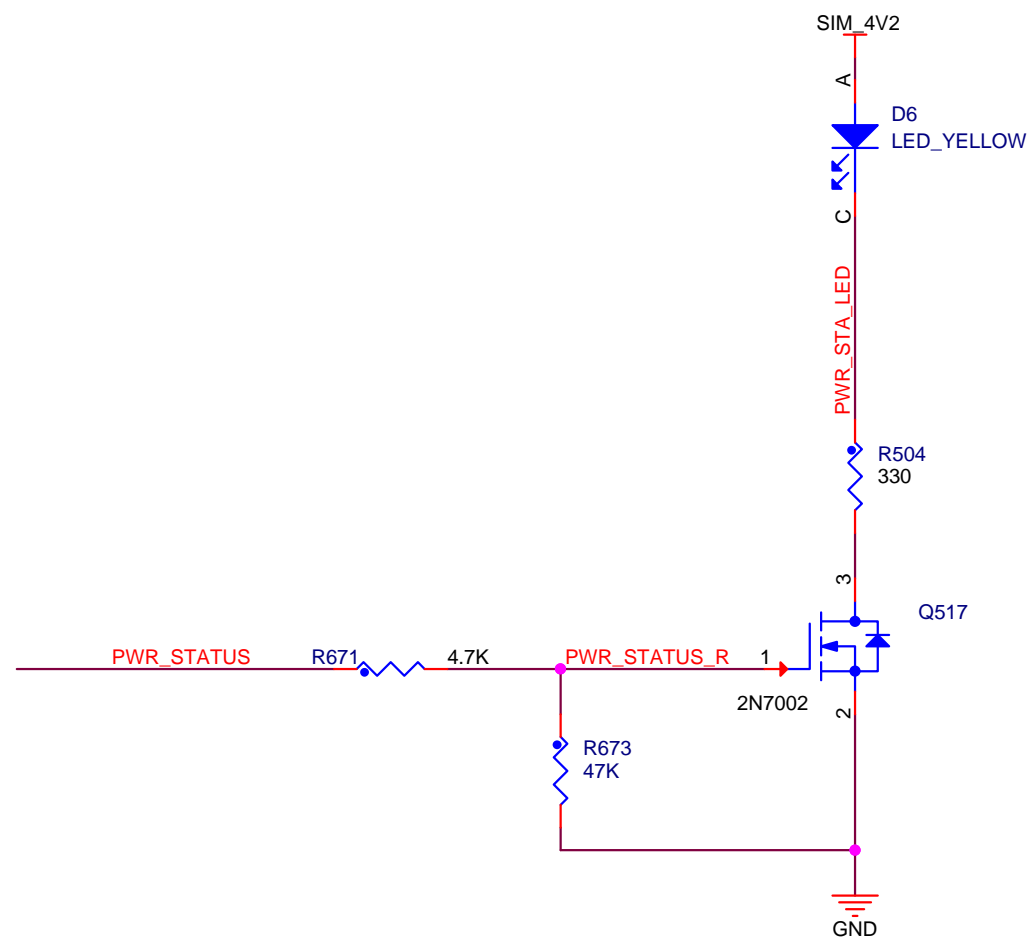 SIM_4V2
A
D6
LED_YELLOW
C
PWR_STA_LED
R504
330
3
Q517
PWR_STATUS
R671
4.7K
PWR_STATUS_R
1
2N7002
2
R673
47K
GND